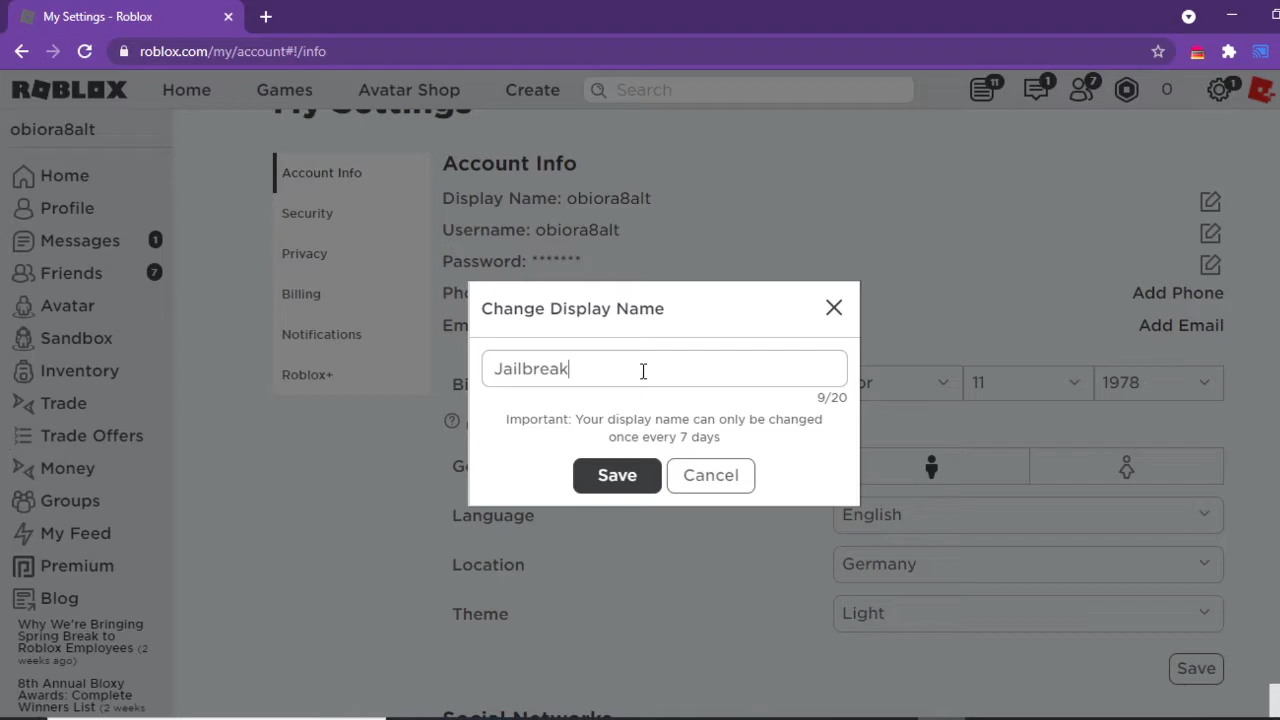 My Settings - Roblox
roblox.com/my/account#!/info
ROBLOX
Home
Games
Avatar Shop
Create
Search
11
1
7
0
1
obiora8alt
Home
Profile
Messages
1
Friends
7
Avatar
Sandbox
Inventory
Trade
Trade Offers
Money
Groups
My Feed
Premium
Blog
Why We're Bringing
Spring Break to
Roblox Employees (2
weeks ago)
8th Annual Bloxy
Awards: Complete
Winners List (2 weeks
My Settings
Account Info
Security
Privacy
Billing
Notifications
Roblox+
Account Info
Display Name: obiora8alt
Username: obiora8alt
Password: *******
Add Phone
Add Email
Change Display Name
Jailbreak
9/20
Important: Your display name can only be changed
once every 7 days
Save
Cancel
11
1978
Language
English
Location
Germany
Theme
Light
Save
Social Networks